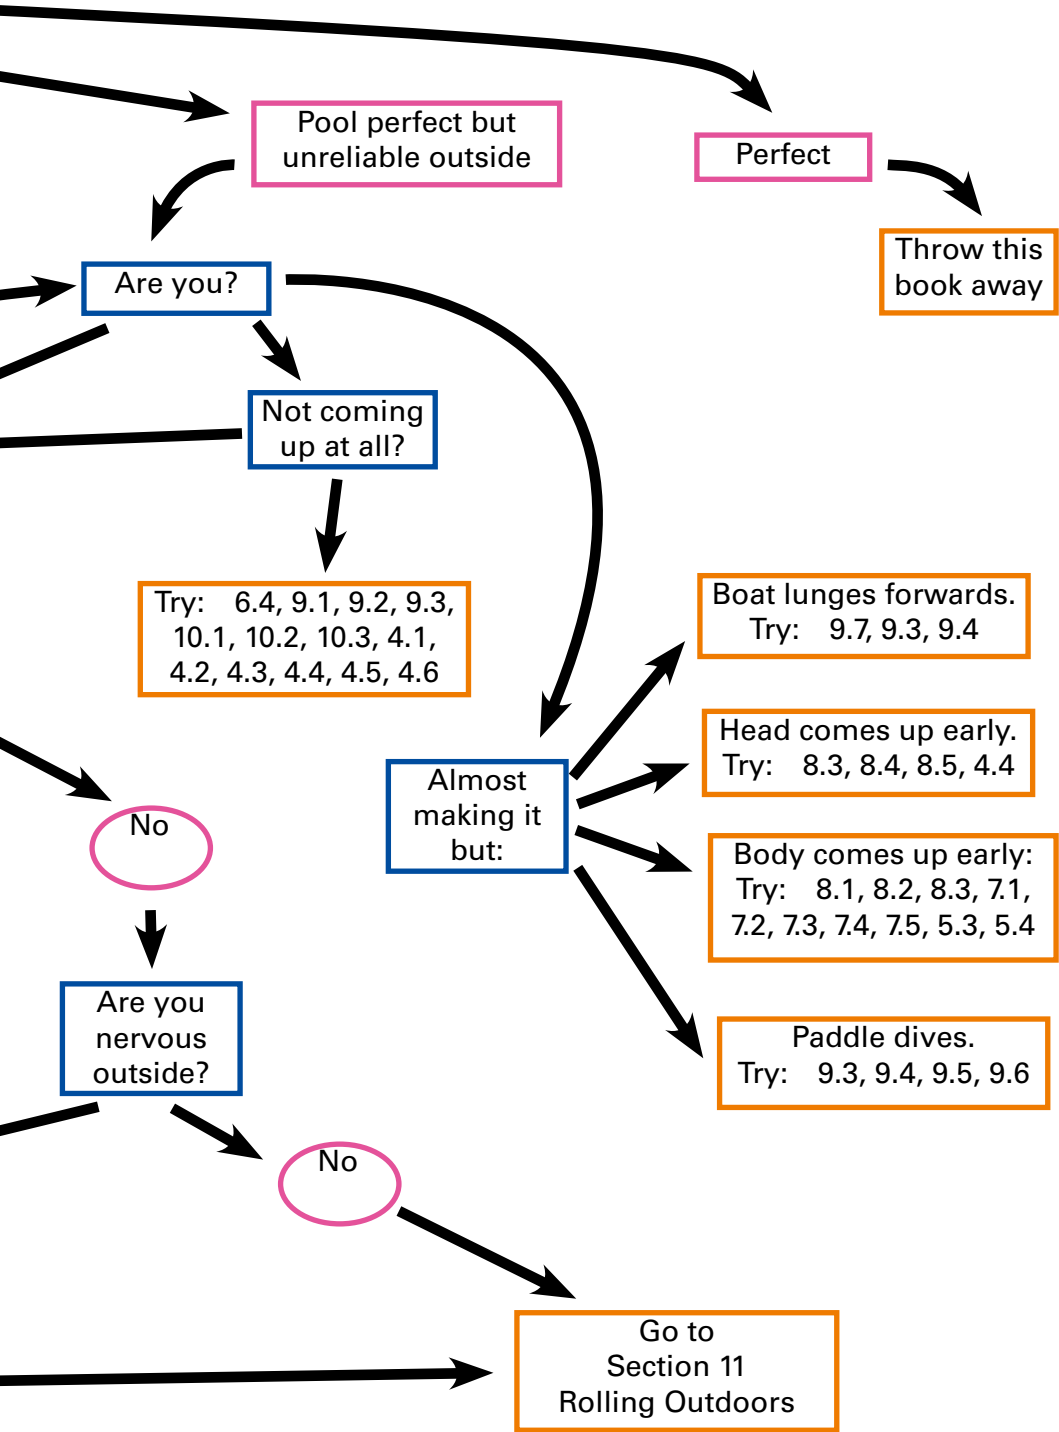 Pool perfect but
unreliable outside
Perfect
Throw this
book away
Are you?
Not coming
up at all?
Try: 6.4, 9.1, 9.2, 9.3,
10.1, 10.2, 10.3, 4.1,
4.2, 4.3, 4.4, 4.5, 4.6
Boat lunges forwards.
Try: 9.7, 9.3, 9.4
Head comes up early.
Try: 8.3, 8.4, 8.5, 4.4
Almost
making it
but:
Body comes up early:
Try: 8.1, 8.2, 8.3, 7.1,
7.2, 7.3, 7.4, 7.5, 5.3, 5.4
No
Are you
nervous
outside?
Paddle dives.
Try: 9.3, 9.4, 9.5, 9.6
No
Go to
Section 11
Rolling Outdoors